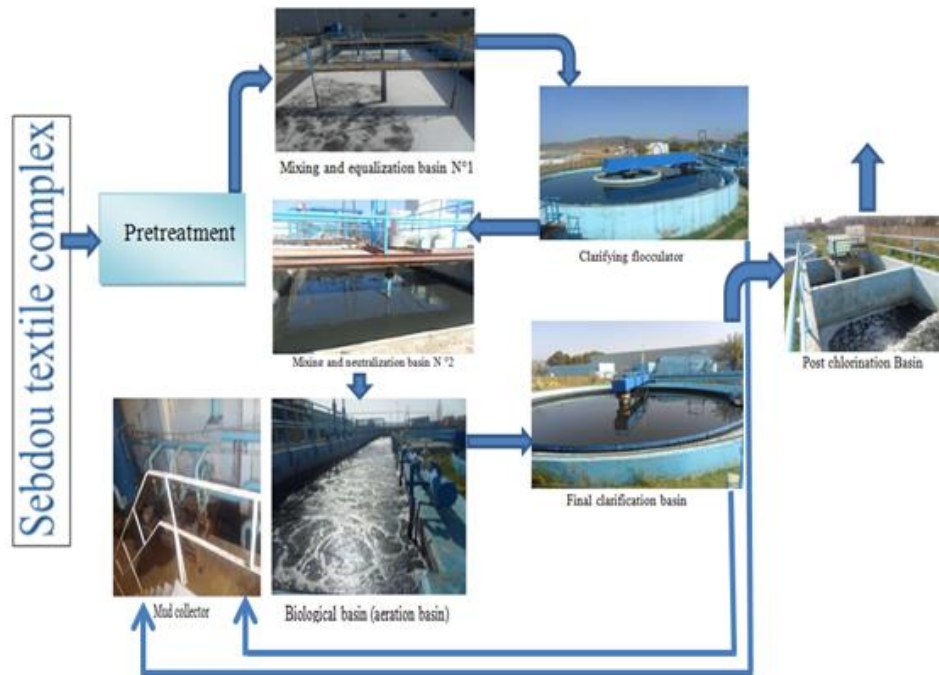 Sebdou textile complex
Pretreatment
Mixing and equalization basin N°1
Clarifying flocculator
Mixing and neutralization basin N °2
Post chlorination Basin
Final clarification basin
Mud collector
Biological basin (aeration basin)